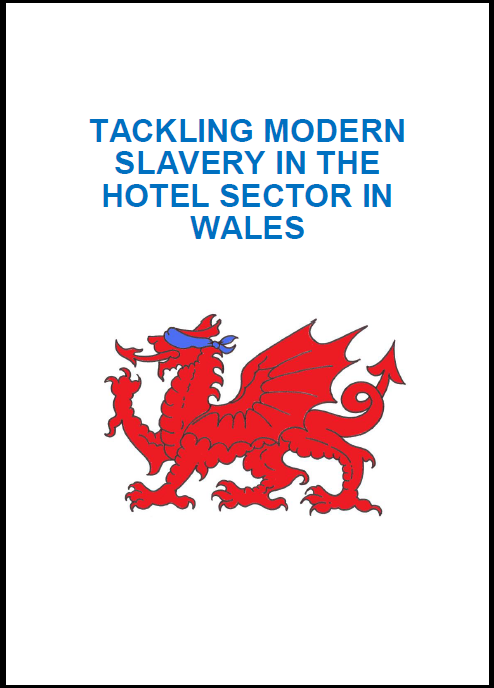 TACKLING MODERN
SLAVERY IN THE
HOTEL SECTOR IN
WALES